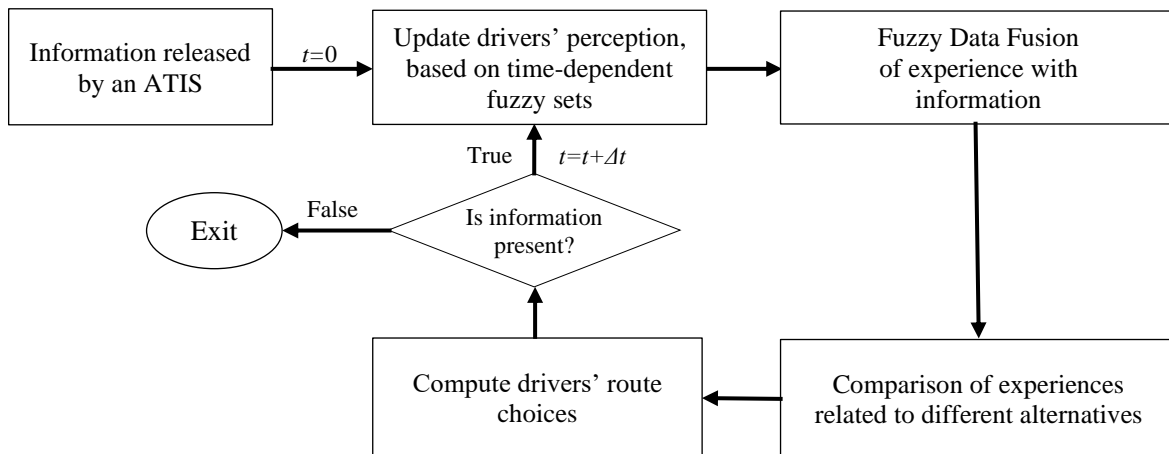 Information released
by an ATIS
t=0
Update drivers’ perception,
based on time-dependent
fuzzy sets
Fuzzy Data Fusion
of experience with
information
True
t=t+Δt
False
Exit
Is information
present?
Compute drivers’ route
choices
Comparison of experiences
related to different alternatives